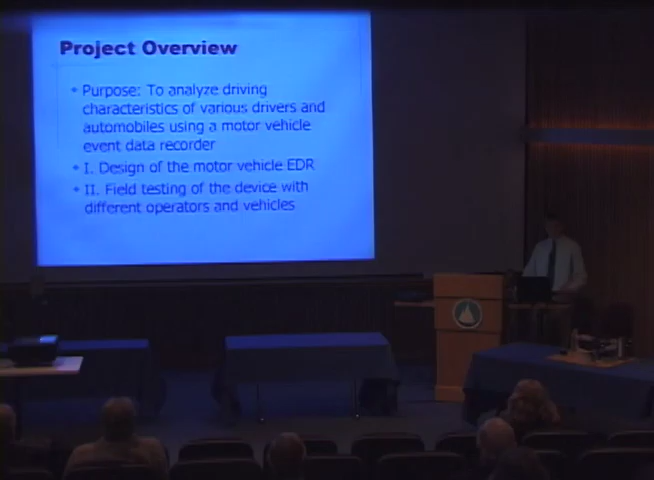 Project Overview
• Purpose: To analyze driving
characteristics of various drivers and
automobiles using a motor vehicle
event data recorder
• I. Design of the motor vehicle EDR
• II. Field testing of the device with
different operators and vehicles